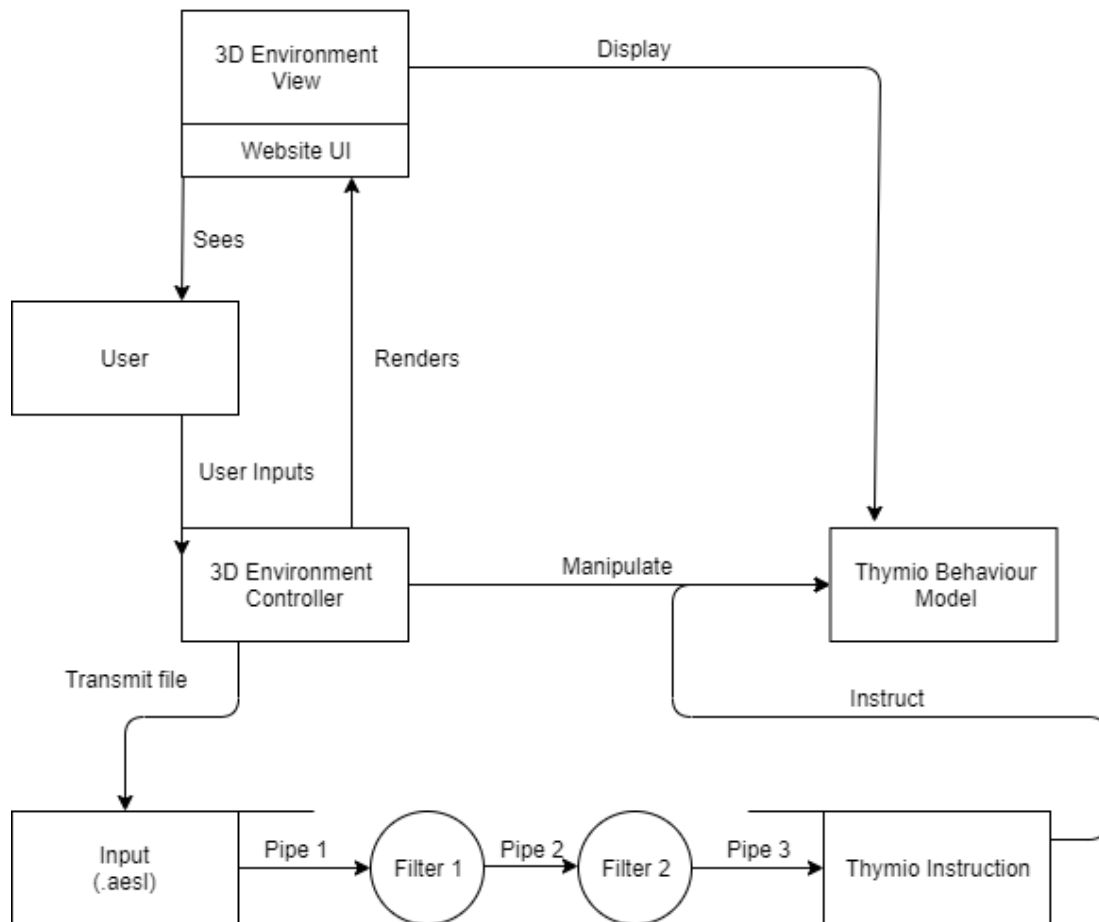 3D Environment
View
Display
Website UI
Sees
User
Renders
User Inputs
3D Environment
Controller
Manipulate
Thymio Behaviour
Model
Transmit file
Instruct
Input
(.aesl)
Pipe 1
Filter 1
Pipe 2
Filter 2
Pipe 3
Thymio Instruction